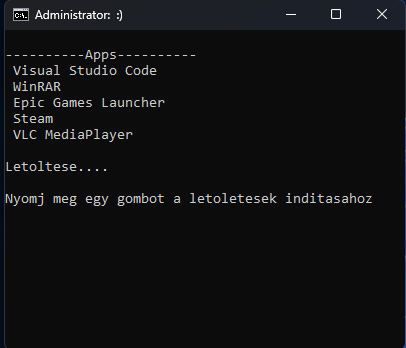 Administrator: :)
----------Apps----------
Visual Studio Code
WinRAR
Epic Games Launcher
Steam
VLC MediaPlayer
Letoltese....
Nyomj meg egy gombot a letoletesek inditasahoz